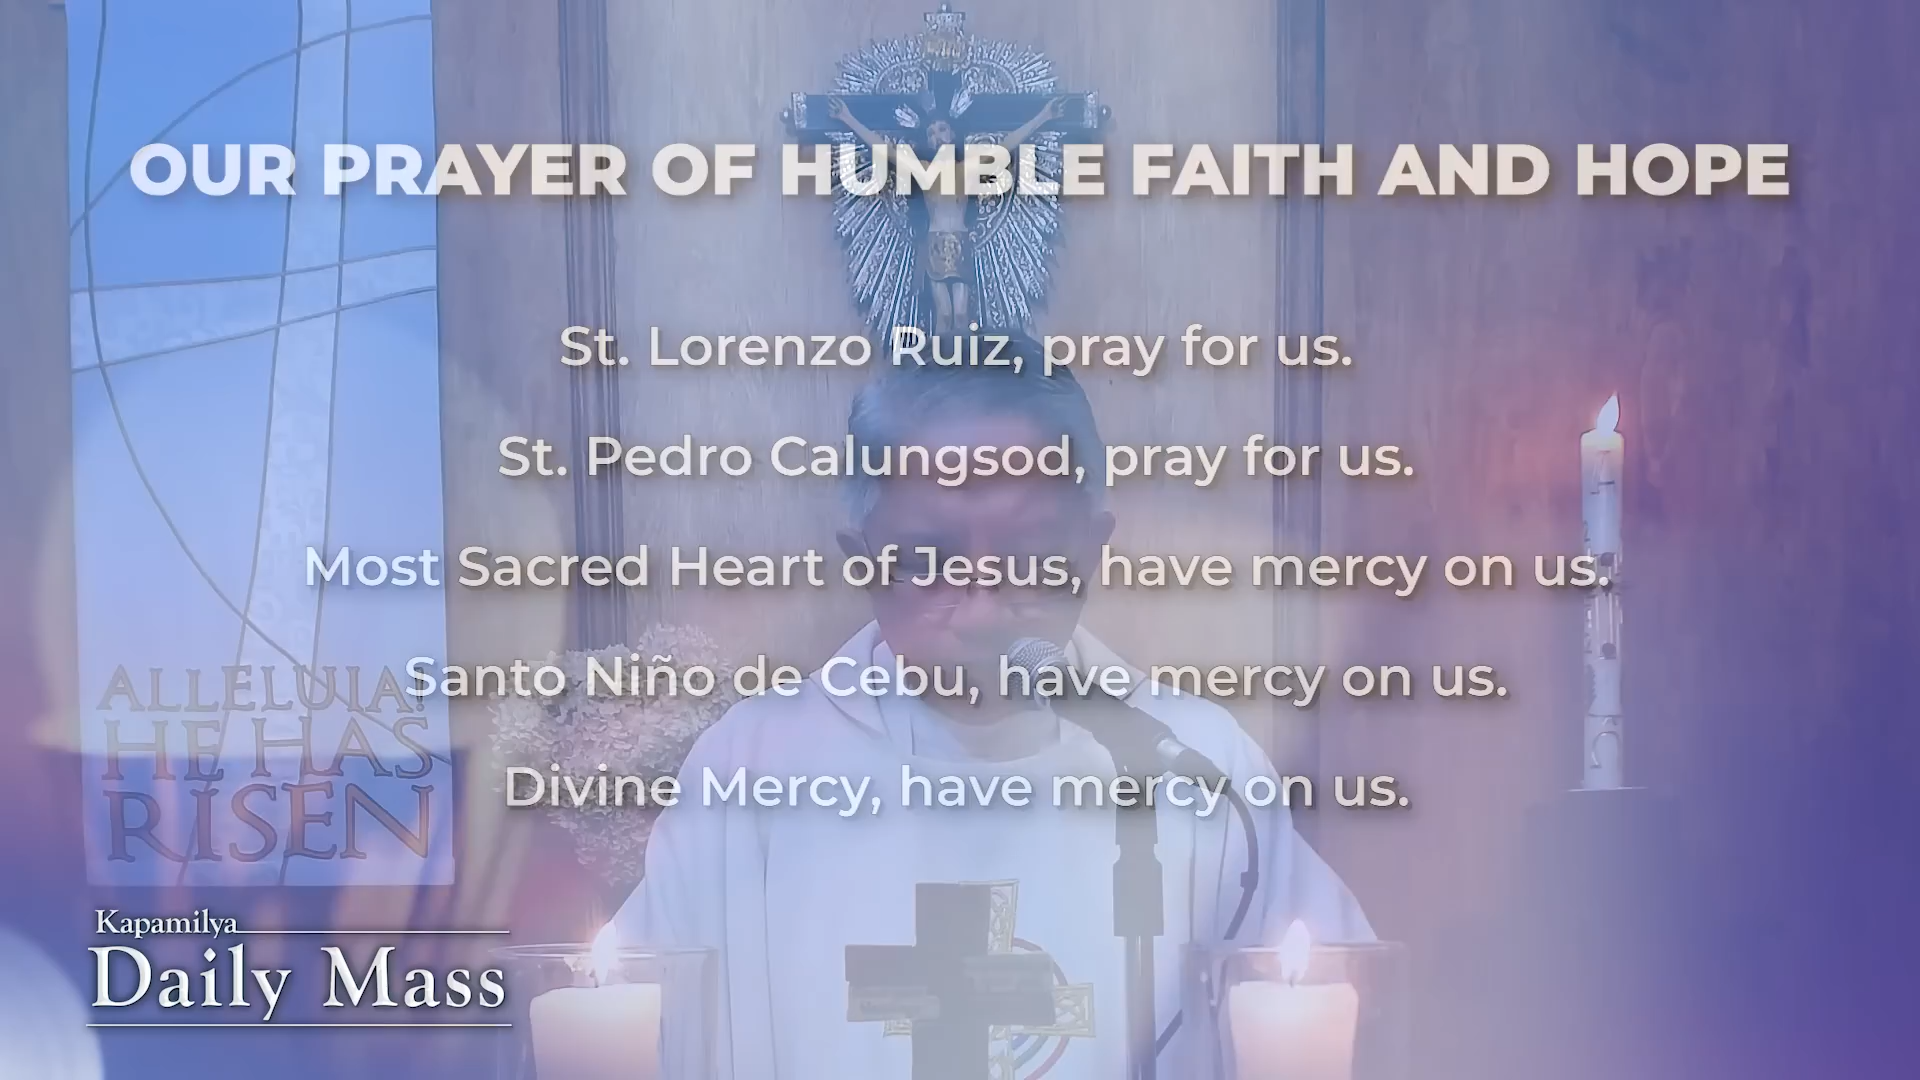 OUR PRAYER OF HUMBLE FAITH AND HOPE
St. Lorenzo Ruiz, pray for us.
St. Pedro Calungsod, pray for us.
Most Sacred Heart of Jesus, have mercy on us.
Santo Niño de Cebu, have mercy on us.
Divine Mercy, have mercy on us.
ALLELUIA!
HE HAS
RISEN
Kapamilya
Daily Mass